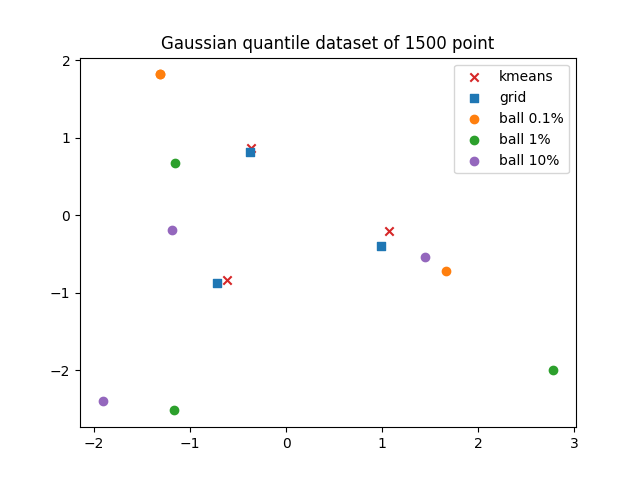 Gaussian quantile dataset of 1500 point
2
1
0
−1
−2
−2
−1
0
1
2
3
kmeans
grid
ball 0.1%
ball 1%
ball 10%